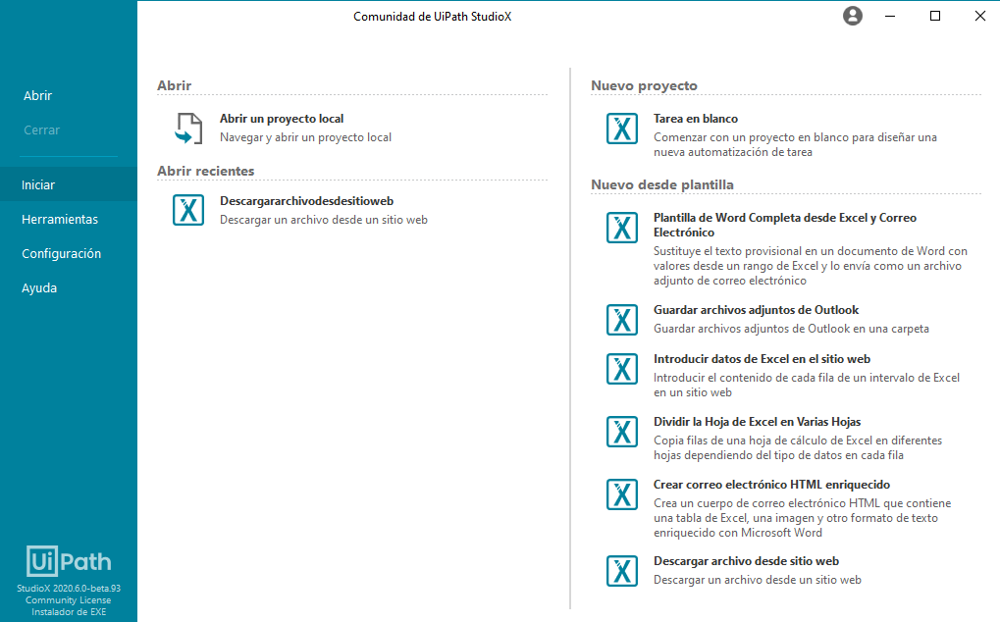 Comunidad de UiPath StudioX
Abrir
Cerrar
Iniciar
Herramientas
Configuración
Ayuda
UiPath
StudioX 2020.6.0-beta.93
Community License
Instalador de EXE
Abrir
Abrir un proyecto local
Navegar y abrir un proyecto local
Abrir recientes
Descargararchivodesdesitioweb
Descargar un archivo desde un sitio web
Nuevo proyecto
Tarea en blanco
Comenzar con un proyecto en blanco para diseñar una
nueva automatización de tarea
Nuevo desde plantilla
Plantilla de Word Completa desde Excel y Correo
Electrónico
Sustituye el texto provisional en un documento de Word con
valores desde un rango de Excel y lo envía como un archivo
adjunto de correo electrónico
Guardar archivos adjuntos de Outlook
Guardar archivos adjuntos de Outlook en una carpeta
Introducir datos de Excel en el sitio web
Introducir el contenido de cada fila de un intervalo de Excel
en un sitio web
Dividir la Hoja de Excel en Varias Hojas
Copia filas de una hoja de cálculo de Excel en diferentes
hojas dependiendo del tipo de datos en cada fila
Crear correo electrónico HTML enriquecido
Crea un cuerpo de correo electrónico HTML que contiene
una tabla de Excel, una imagen y otro formato de texto
enriquecido con Microsoft Word
Descargar archivo desde sitio web
Descargar un archivo desde un sitio web